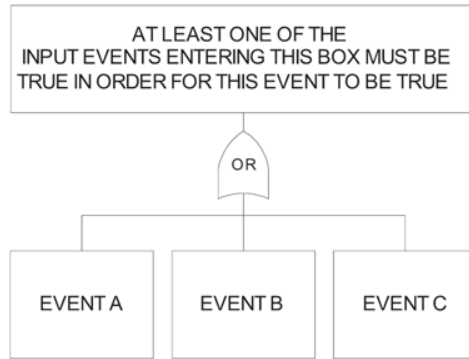 AT LEAST ONE OF THE
INPUT EVENTS ENTERING THIS BOX MUST BE
TRUE IN ORDER FOR THIS EVENT TO BE TRUE
OR
EVENT A
EVENT B
EVENT C